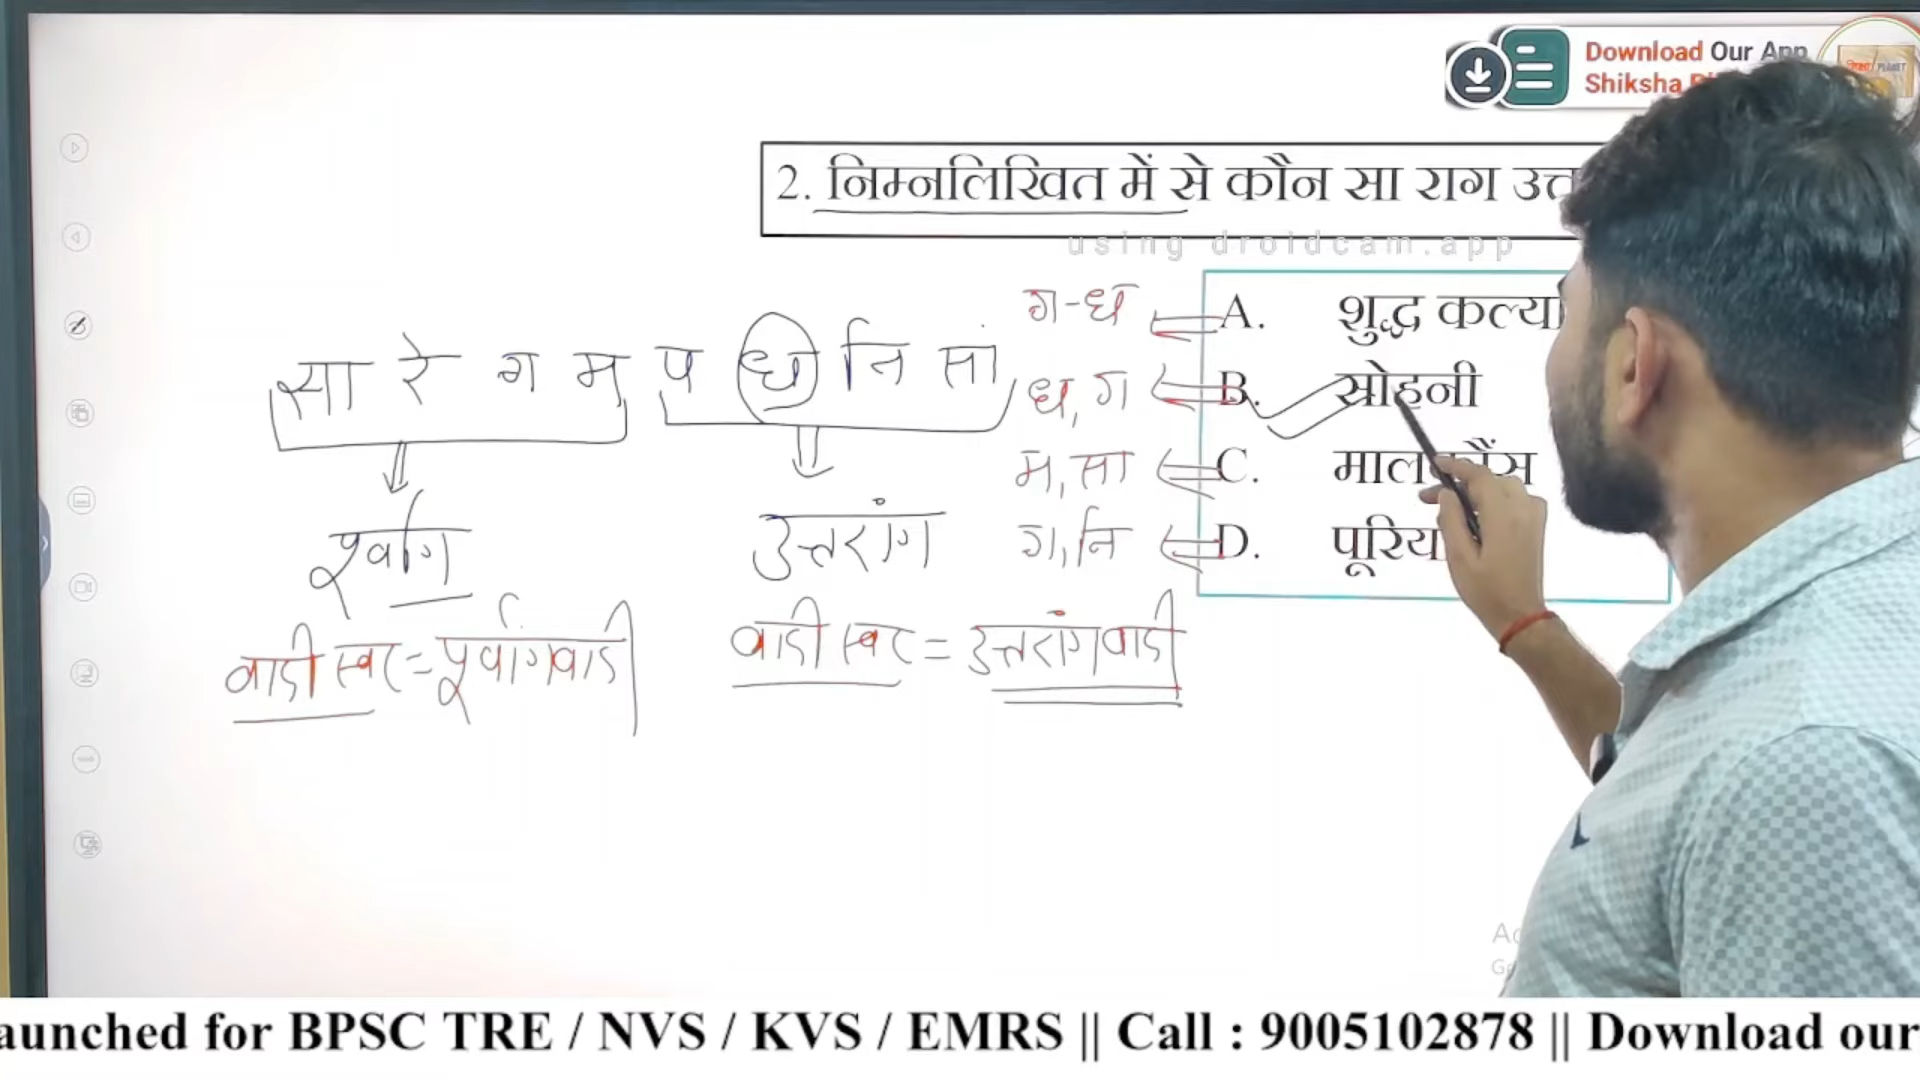 Download Our App
Shiksha
2. निम्नलिखित में से कौन सा राग
using droidcam.app
ग-ध A. शुद्ध कल्या
सा रे ग म प ध नि सां
ध, ग B. सोहनी
म, सा C. मालकौंस
ग, नि D. पूरिया
पूर्वांग उत्तरांग
वादी स्वर = पूर्वांगवादी वादी स्वर = उत्तरांगवादी
aunched for BPSC TRE / NVS / KVS / EMRS || Call : 9005102878 || Download our